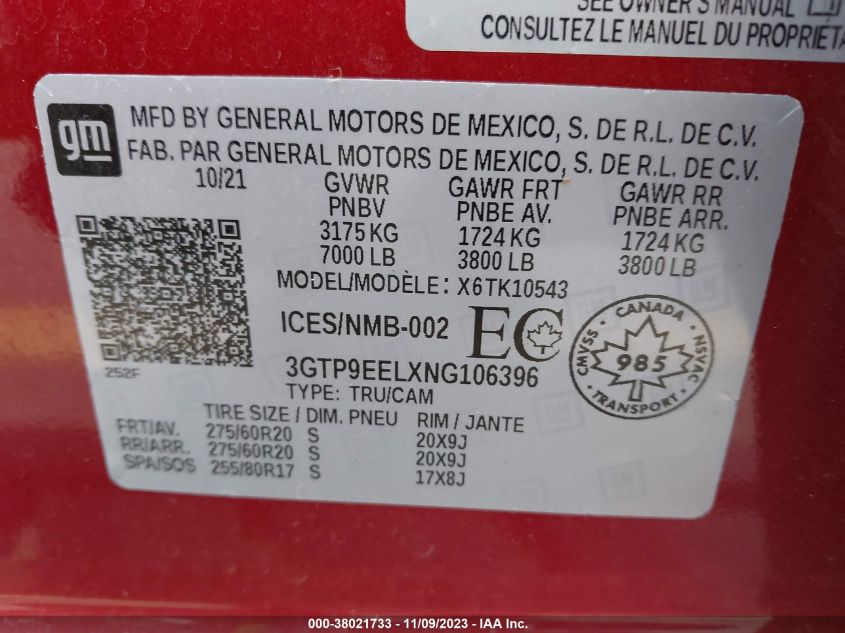 SEE OWNER'S MANUAL
CONSULTEZ LE MANUEL DU PROPRIETA
gm
MFD BY GENERAL MOTORS DE MEXICO, S. DE R.L. DE C.V.
FAB. PAR GENERAL MOTORS DE MEXICO, S. DE R.L. DE C.V.
10/21 GVWR GAWR FRT GAWR RR
PNBV PNBE AV. PNBE ARR.
3175 KG 1724 KG 1724 KG
7000 LB 3800 LB 3800 LB
MODEL/MODÈLE: X6TK10543
ICES/NMB-002 EC
CANADA
CMVSS 985 NSVAC
TRANSPORT
252F
3GTP9EELXNG106396
TYPE: TRU/CAM
TIRE SIZE / DIM. PNEU RIM / JANTE
FRT/AV. 275/60R20 S 20X9J
RR/ARR. 275/60R20 S 20X9J
SPA/SOS 255/80R17 S 17X8J
000-38021733 - 11/09/2023 - IAA Inc.